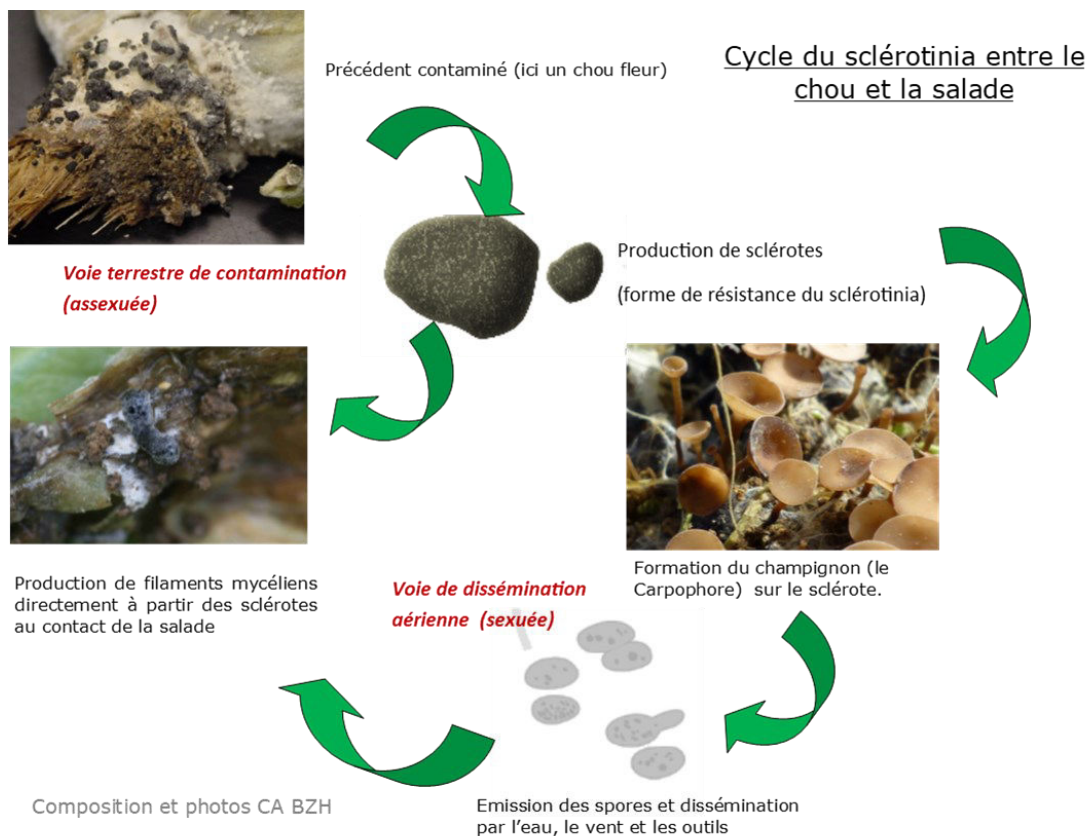 Cycle du sclérotinia entre le
chou et la salade
Précédent contaminé (ici un chou fleur)
Voie terrestre de contamination
(assexuée)
Production de sclérotes
(forme de résistance du sclérotinia)
Production de filaments mycéliens
directement à partir des sclérotes
au contact de la salade
Voie de dissémination
aérienne (sexuée)
Formation du champignon (le
Carpophore) sur le sclérote.
Emission des spores et dissémination
par l'eau, le vent et les outils
Composition et photos CA BZH